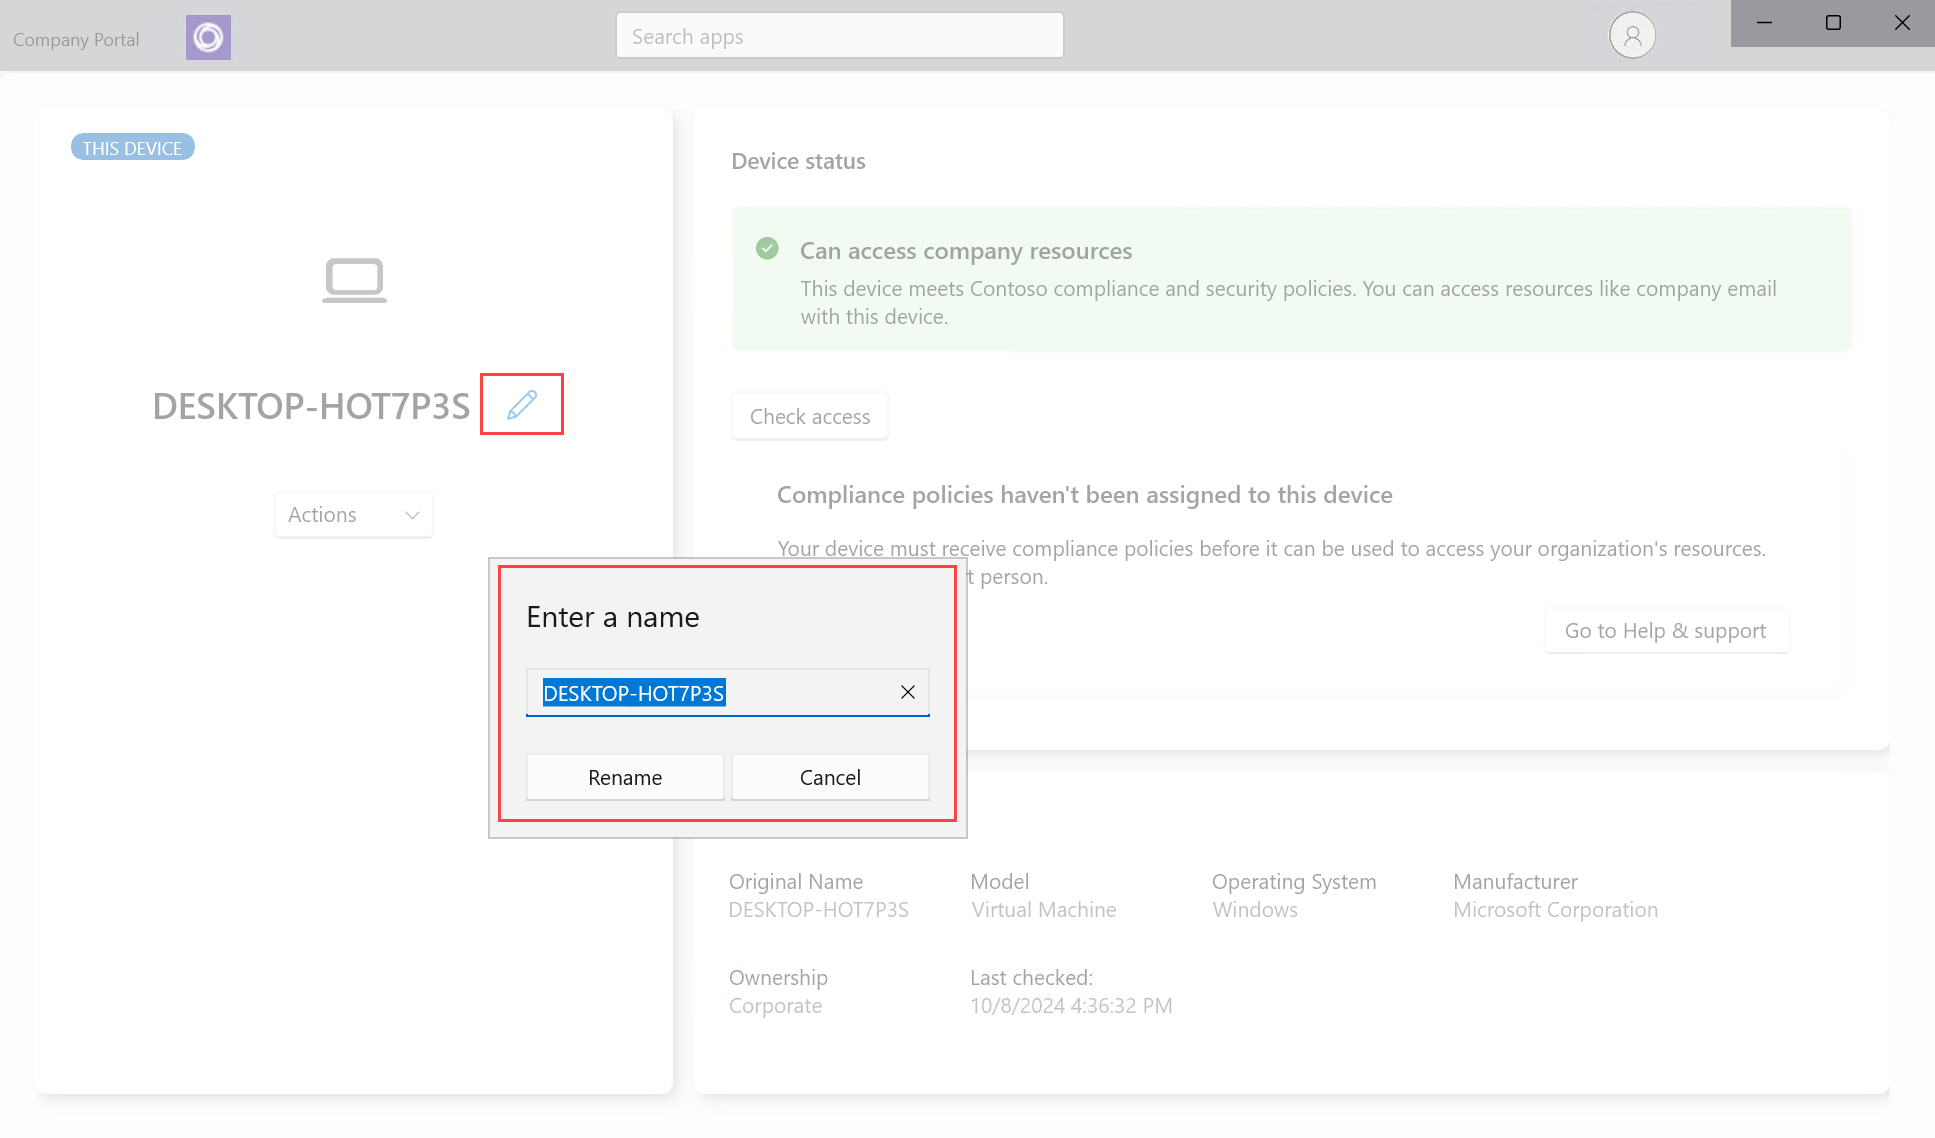 Company Portal
Search apps
THIS DEVICE
DESKTOP-HOT7P3S
Actions
Device status
Can access company resources
This device meets Contoso compliance and security policies. You can access resources like company email
with this device.
Check access
Compliance policies haven't been assigned to this device
Your device must receive compliance policies before it can be used to access your organization's resources.
t person.
Go to Help & support
Enter a name
DESKTOP-HOT7P3S
Rename
Cancel
Original Name
DESKTOP-HOT7P3S
Model
Virtual Machine
Operating System
Windows
Manufacturer
Microsoft Corporation
Ownership
Corporate
Last checked:
10/8/2024 4:36:32 PM